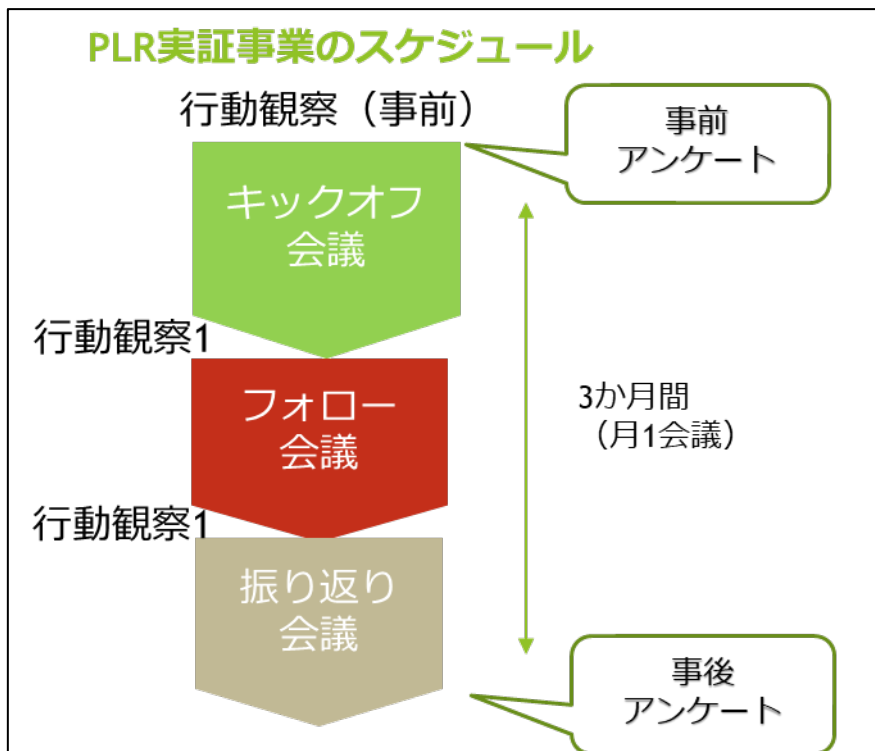 PLR実証事業のスケジュール
行動観察（事前）
事前
アンケート
キックオフ
会議
行動観察1
フォロー
会議
3か月間
（月1会議）
行動観察1
振り返り
会議
事後
アンケート